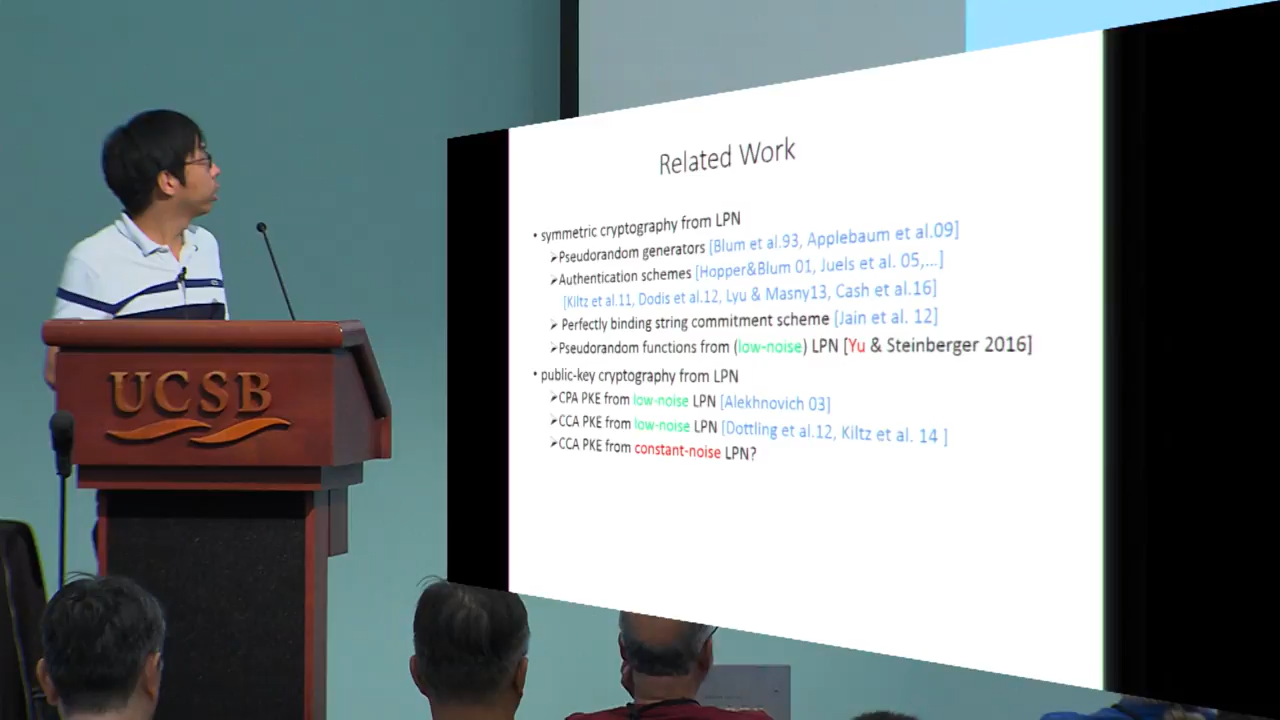 UCSB
Related Work
• symmetric cryptography from LPN
➢Pseudorandom generators [Blum et al.93, Applebaum et al.09]
➢Authentication schemes [Hopper&Blum 01, Juels et al. 05,...]
[Kiltz et al.11, Dodis et al.12, Lyu & Masny13, Cash et al.16]
➢ Perfectly binding string commitment scheme [Jain et al. 12]
➢Pseudorandom functions from (low-noise) LPN [Yu & Steinberger 2016]
• public-key cryptography from LPN
➢CPA PKE from low-noise LPN [Alekhnovich 03]
➢CCA PKE from low-noise LPN [Dottling et al.12, Kiltz et al. 14 ]
➢CCA PKE from constant-noise LPN?